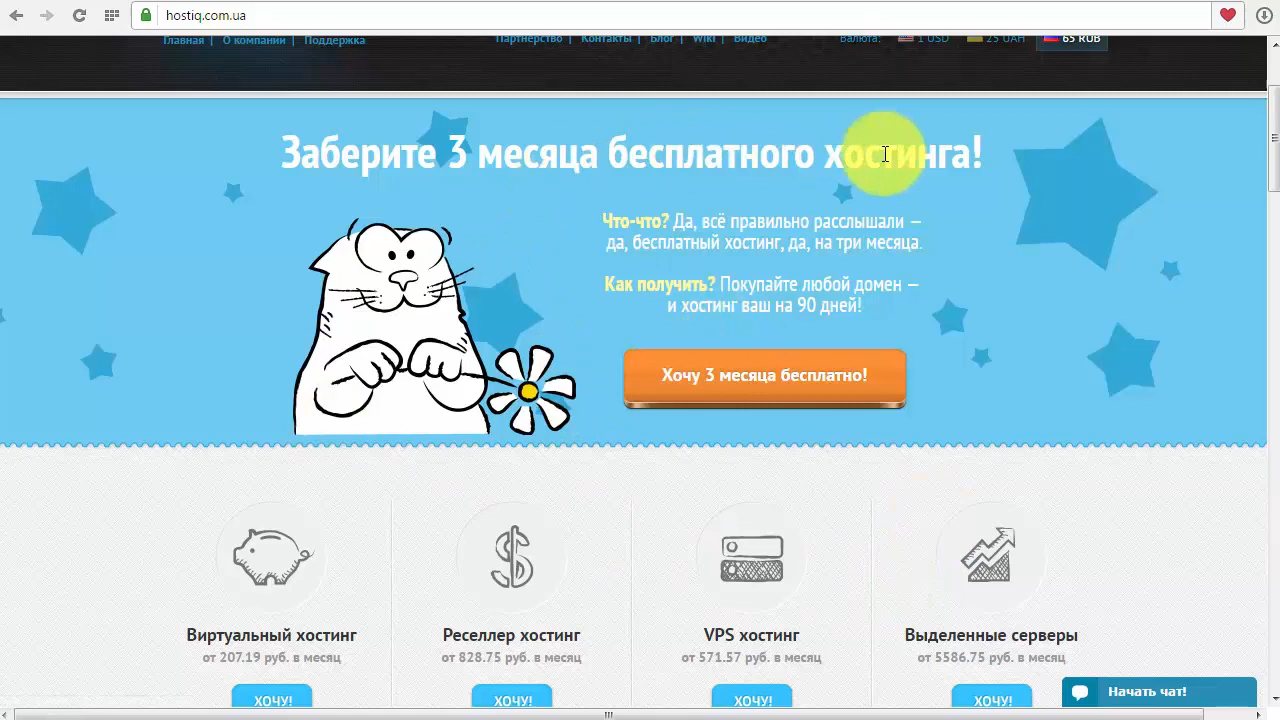 hostiq.com.ua
Главная | О компании | Поддержка
Партнерство | Контакты | Блог | Wiki | Видео
Валюта: 1 USD 25 UAH 65 RUB
Заберите 3 месяца бесплатного хостинга!
Что-что? Да, всё правильно расслышали —
да, бесплатный хостинг, да, на три месяца.
Как получить? Покупайте любой домен —
и хостинг ваш на 90 дней!
Хочу 3 месяца бесплатно!
Виртуальный хостинг
от 207.19 руб. в месяц
ХОЧУ!
Реселлер хостинг
от 828.75 руб. в месяц
ХОЧУ!
VPS хостинг
от 571.57 руб. в месяц
ХОЧУ!
Выделенные серверы
от 5586.75 руб. в месяц
ХОЧУ!
Начать чат!